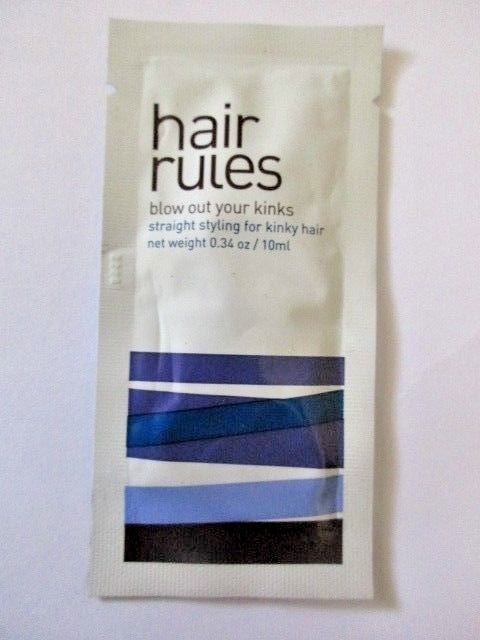 hair
rules
blow out your kinks
straight styling for kinky hair
net weight 0.34 oz / 10ml